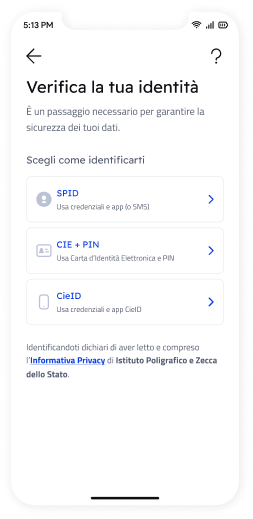 5:13 PM
Verifica la tua identità
È un passaggio necessario per garantire la
sicurezza dei tuoi dati.
Scegli come identificarti
SPID
Usa credenziali e app (o SMS)
CIE + PIN
Usa Carta d'Identità Elettronica e PIN
CieID
Usa credenziali e app CieID
Identificandoti dichiari di aver letto e compreso
l'Informativa Privacy di Istituto Poligrafico e Zecca
dello Stato.